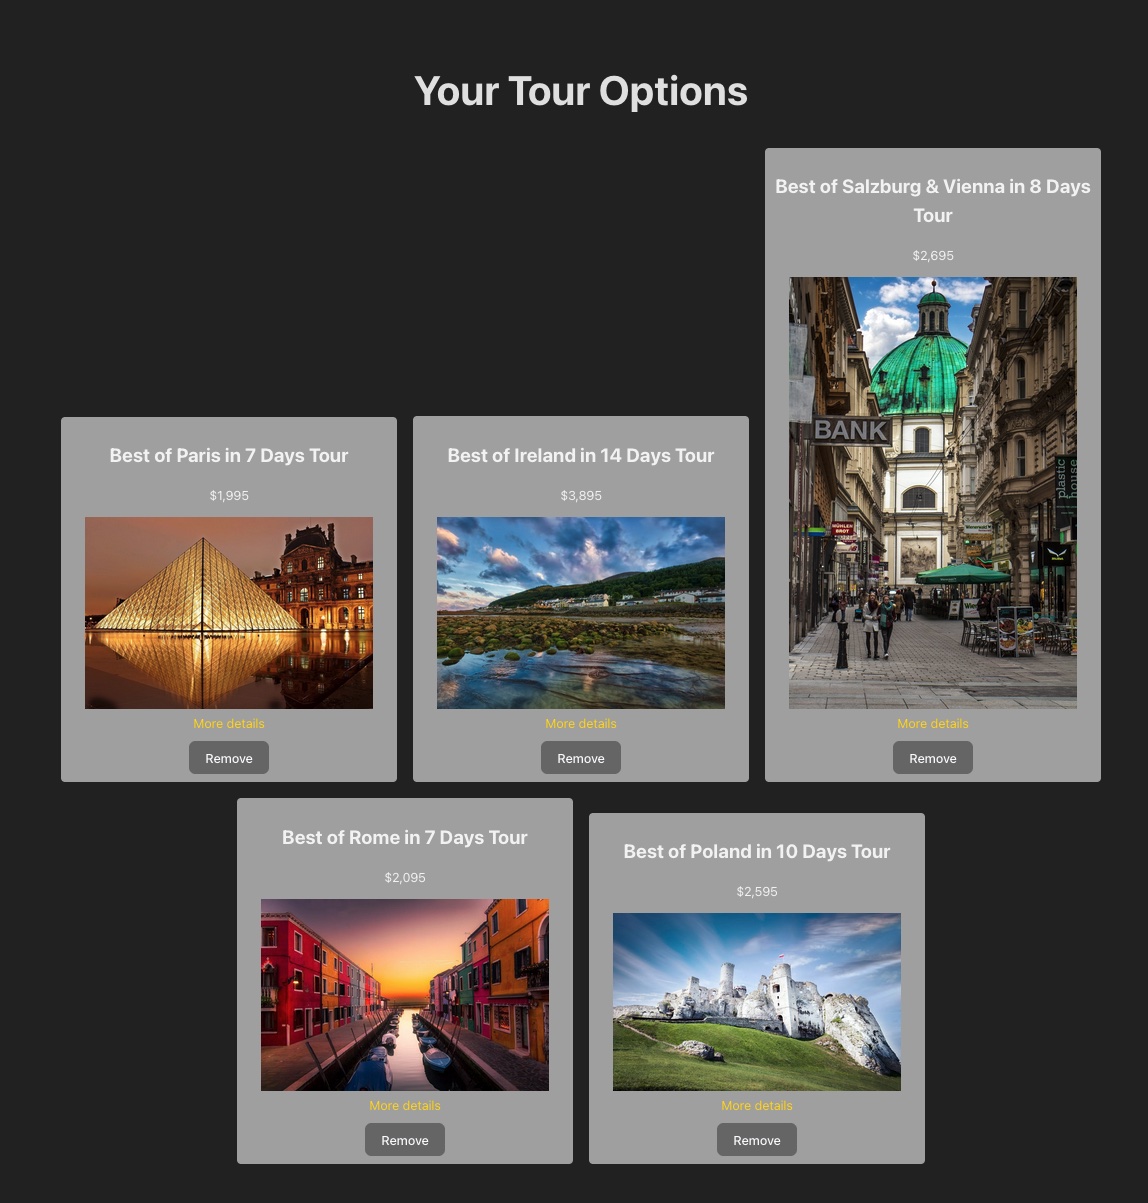 Your Tour Options
Best of Salzburg & Vienna in 8 Days
Tour
$2,695
BANK
plastic
house
MÜHLEN
BROT
Wienerwald
More details
Remove
Best of Paris in 7 Days Tour
$1,995
More details
Remove
Best of Ireland in 14 Days Tour
$3,895
More details
Remove
Best of Rome in 7 Days Tour
$2,095
More details
Remove
Best of Poland in 10 Days Tour
$2,595
More details
Remove